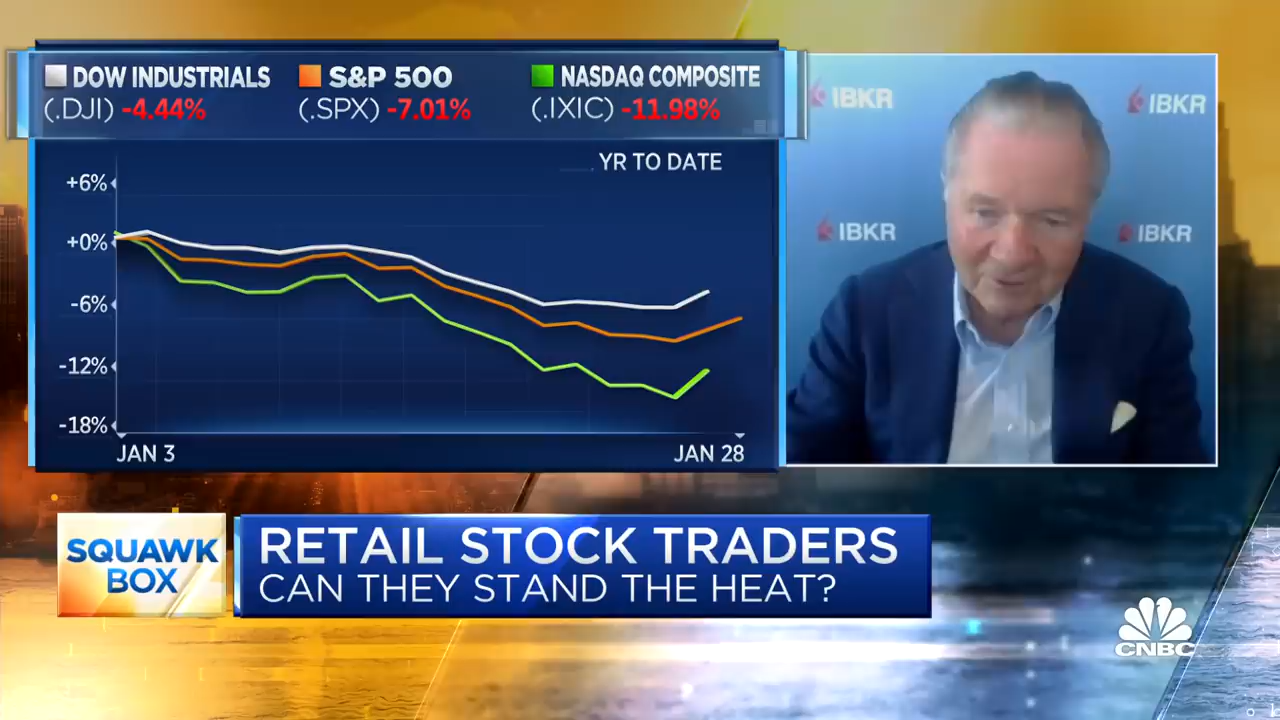 DOW INDUSTRIALS
(.DJI) -4.44%
S&P 500
(.SPX) -7.01%
NASDAQ COMPOSITE
(.IXIC) -11.98%
YR TO DATE
+6%
+0%
-6%
-12%
-18%
JAN 3
JAN 28
IBKR
IBKR
IBKR
IBKR
SQUAWK
BOX
RETAIL STOCK TRADERS
CAN THEY STAND THE HEAT?
CNBC